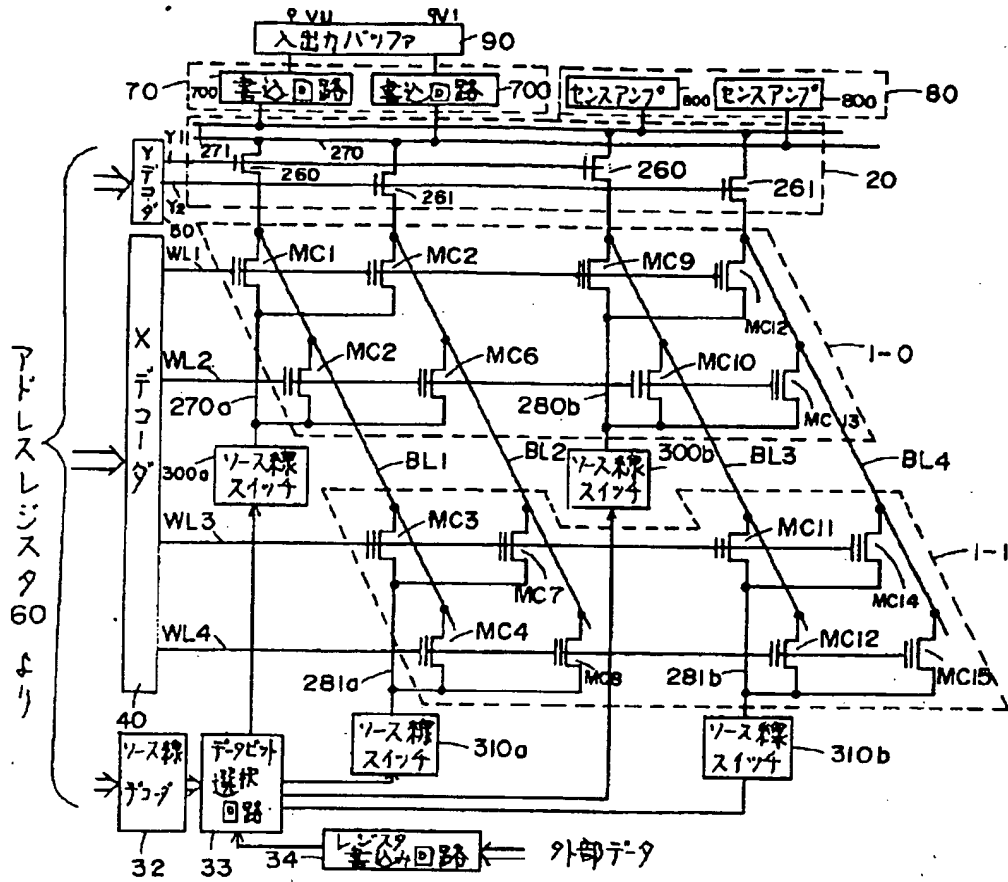 V0 V1
入出力バッファ 90
70 700 書込回路 書込回路 700 センスアンプ 800 センスアンプ 800 80
Y1 271 270
260 260 20
Y2 261 261
Yデコーダ
50
WL1 MC1 MC2 MC9 MC12
1-0
WL2 MC2 MC6 MC10 MC13
270a 280b
Xデコーダ
300a ソース線スイッチ BL1 BL2 ソース線スイッチ 300b BL3 BL4
WL3 MC3 MC7 MC11 MC14 1-1
WL4 MC4 MC8 MC12 MC15
281a 281b
40
アドレスレジスタ60より
ソース線スイッチ 310a ソース線スイッチ 310b
ソース線デコーダ
データビット選択回路
32 33 34 レジスタ書込み回路 外部データ